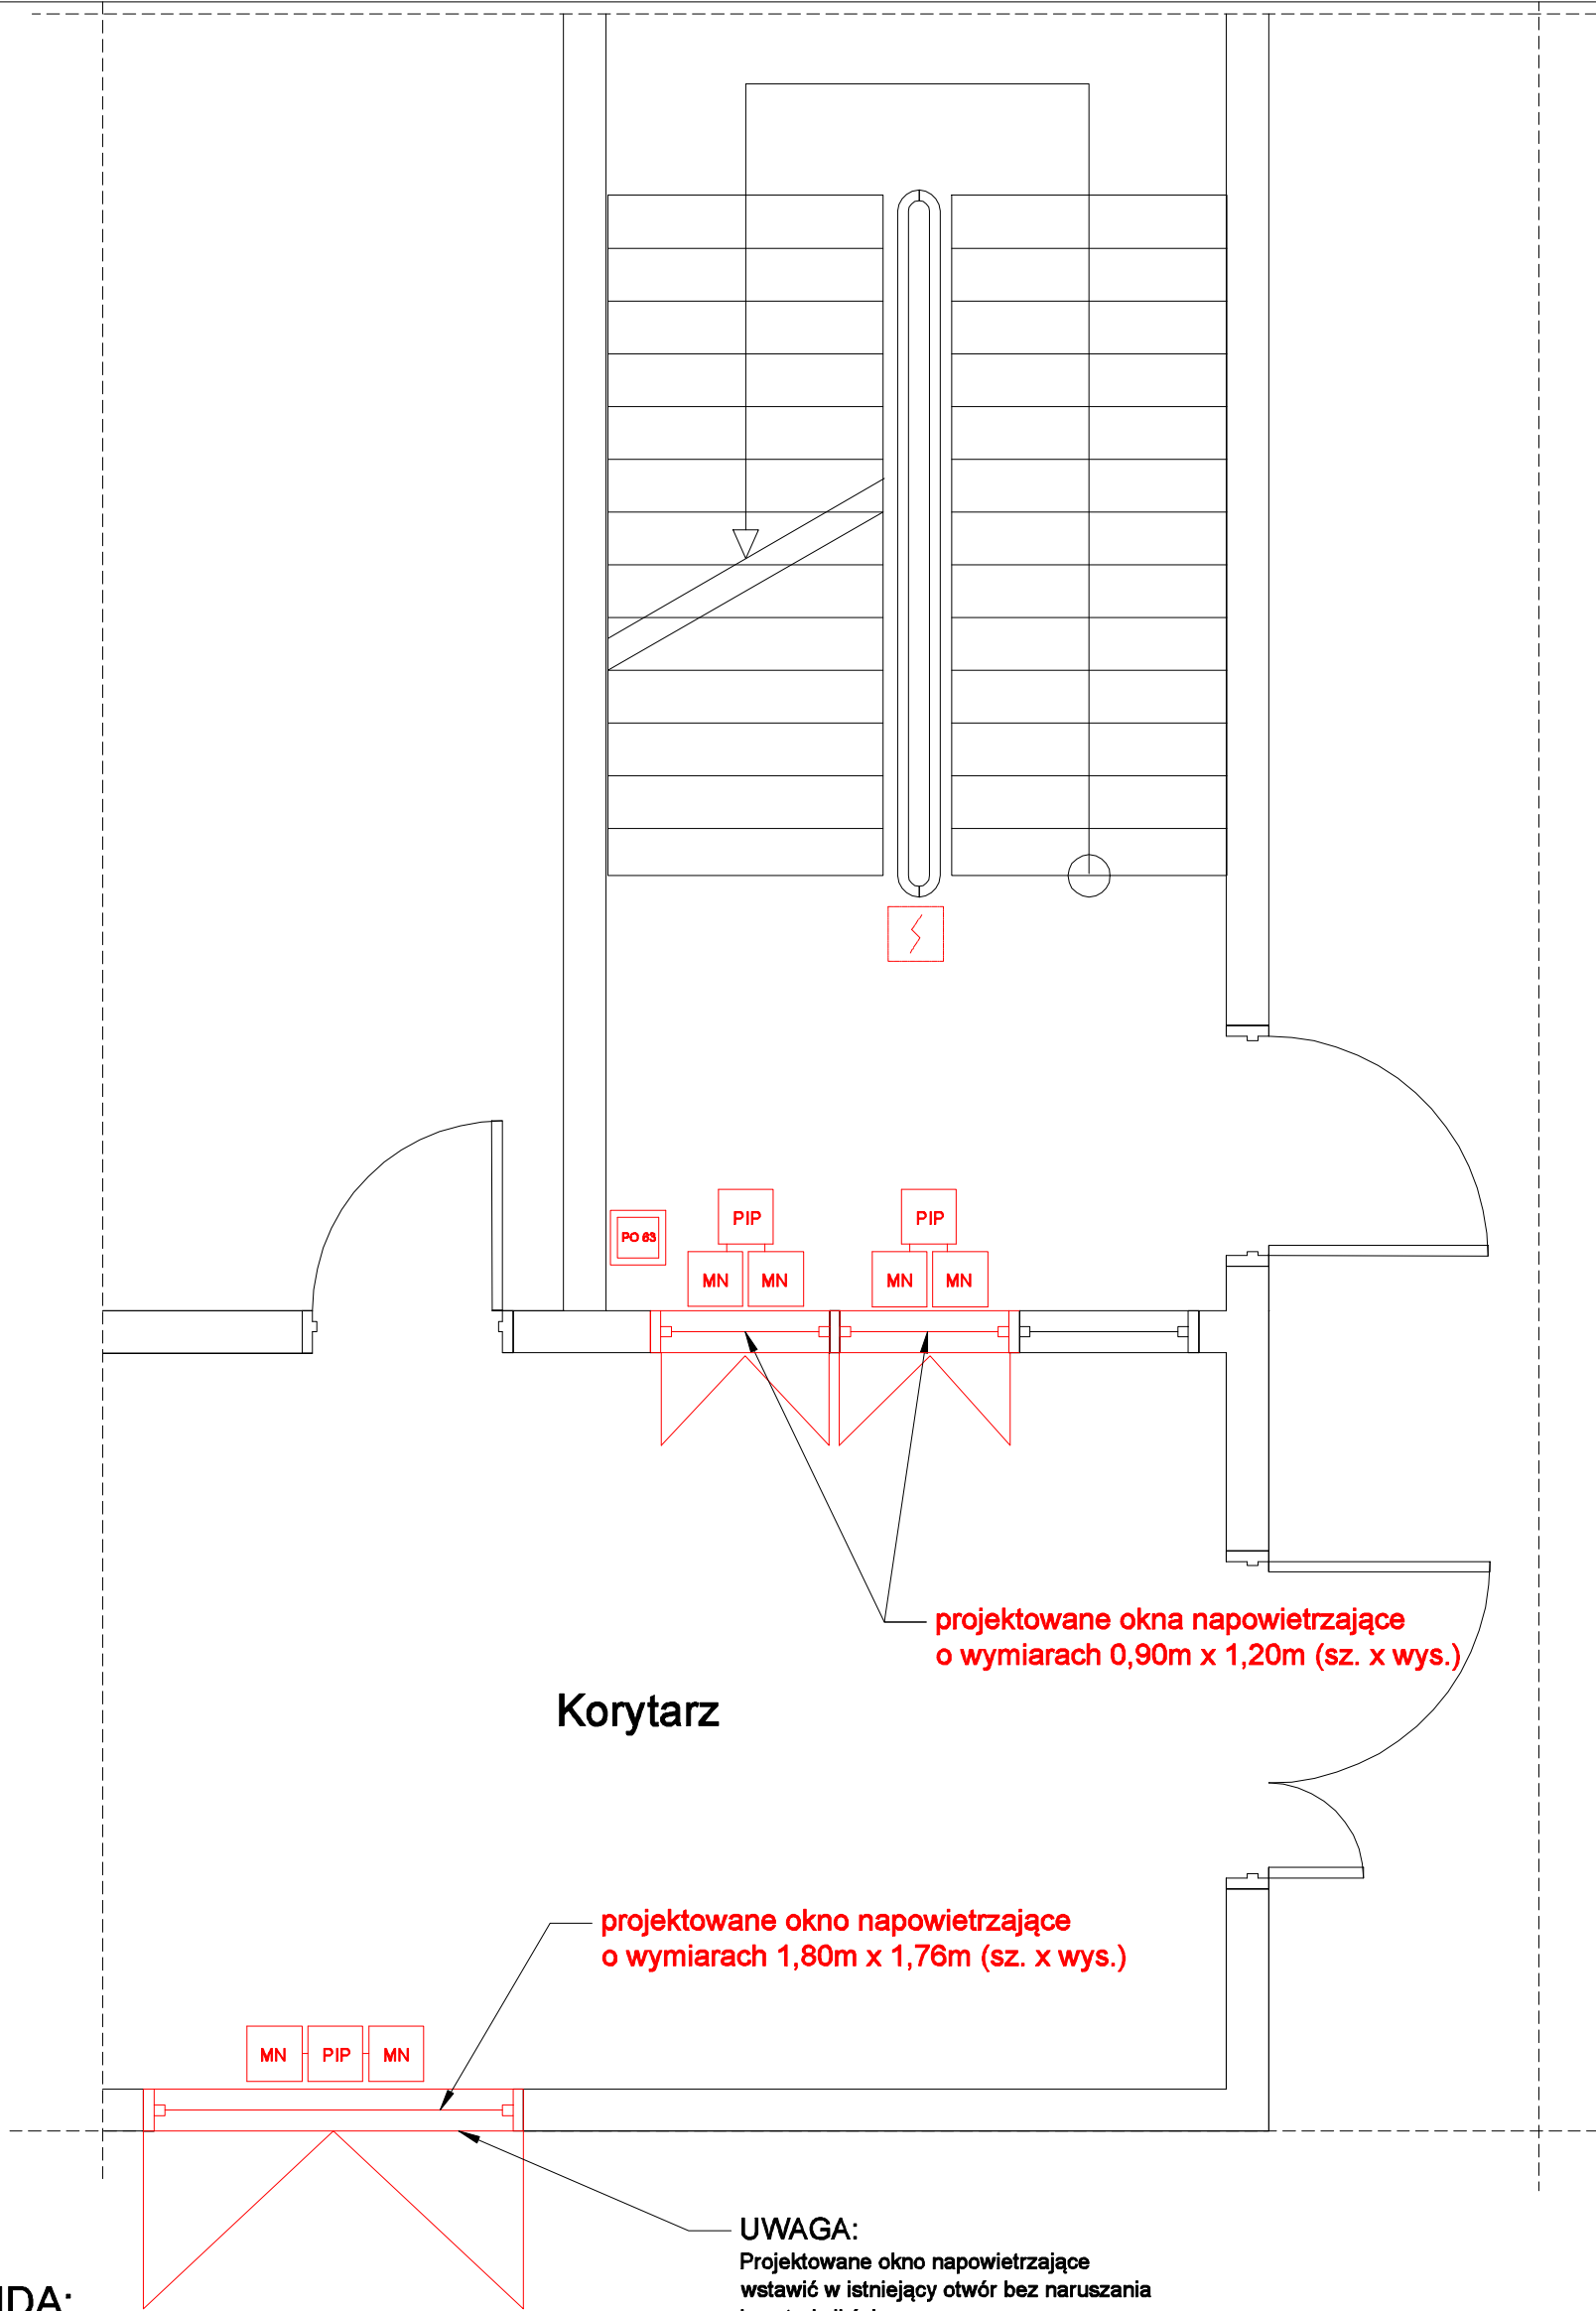 PIP PIP
PO 63
MN MN MN MN
projektowane okna napowietrzające
o wymiarach 0,90m x 1,20m (sz. x wys.)
Korytarz
projektowane okno napowietrzające
o wymiarach 1,80m x 1,76m (sz. x wys.)
MN PIP MN
UWAGA:
Projektowane okno napowietrzające
wstawić w istniejący otwór bez naruszania